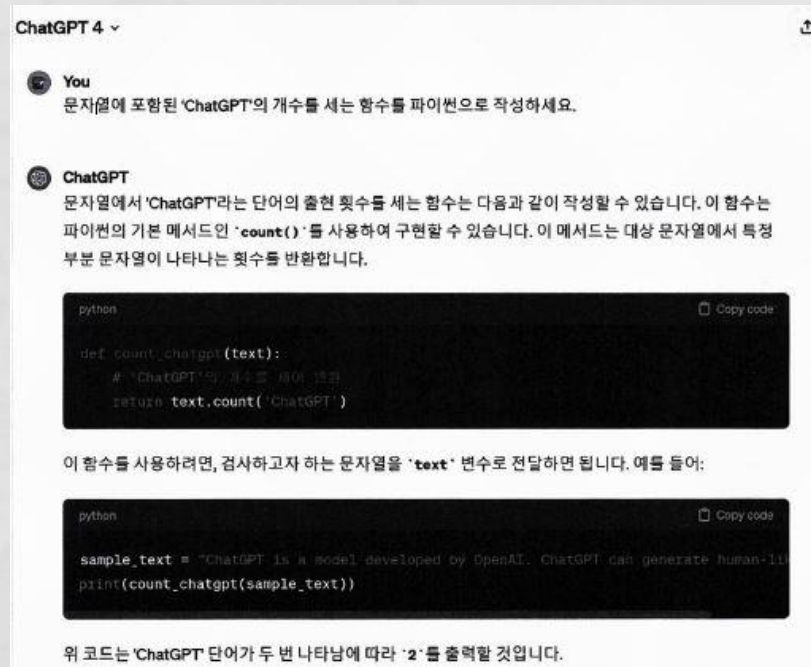 ChatGPT 4
You
문자열에 포함된 'ChatGPT'의 개수를 세는 함수를 파이썬으로 작성하세요.
ChatGPT
문자열에서 'ChatGPT'라는 단어의 출현 횟수를 세는 함수는 다음과 같이 작성할 수 있습니다. 이 함수는
파이썬의 기본 메서드인 `count()`를 사용하여 구현할 수 있습니다. 이 메서드는 대상 문자열에서 특정
부분 문자열이 나타나는 횟수를 반환합니다.
python Copy code
def count_chatgpt(text):
# 'ChatGPT'의 개수를 세어 반환
return text.count('ChatGPT')
이 함수를 사용하려면, 검사하고자 하는 문자열을 `text` 변수로 전달하면 됩니다. 예를 들어:
python Copy code
sample_text = "ChatGPT is a model developed by OpenAI. ChatGPT can generate human-li
print(count_chatgpt(sample_text))
위 코드는 'ChatGPT' 단어가 두 번 나타남에 따라 `2`를 출력할 것입니다.